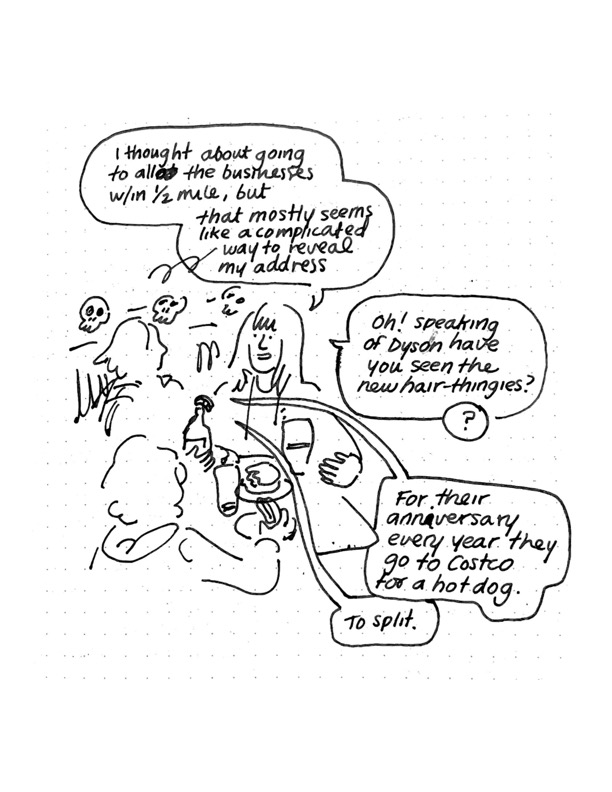 I thought about going
to all the businesses
w/in 1/2 mile, but
that mostly seems
like a complicated
way to reveal
my address
Oh! speaking
of Dyson have
you seen the
new hair-thingies?
?
For their
anniversary
every year they
go to Costco
for a hot dog.
To split.